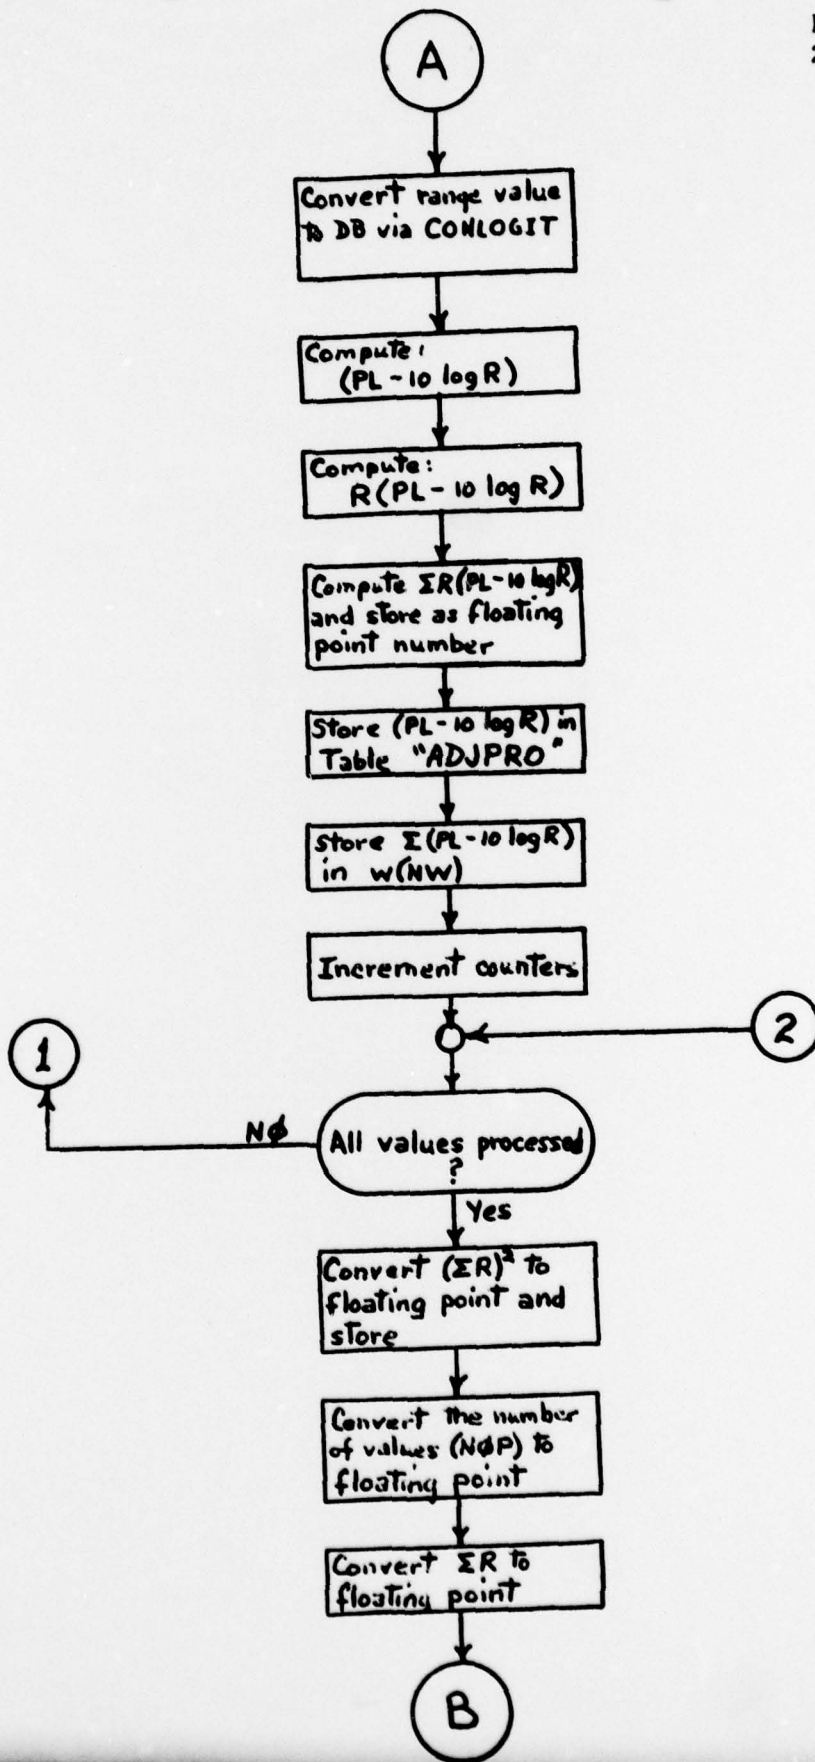 A
Convert range value
to DB via CONLOGIT
Compute:
(PL-10 log R)
Compute:
R(PL-10 log R)
Compute ΣR(PL-10 log R)
and store as floating
point number
Store (PL-10 log R) in
Table "ADJPRO"
Store Σ(PL-10 log R)
in W(NW)
Increment counters
2
1
NØ
All values processed
?
Yes
Convert (ΣR)² to
floating point and
store
Convert the number
of values (NØP) to
floating point
Convert ΣR to
floating point
B